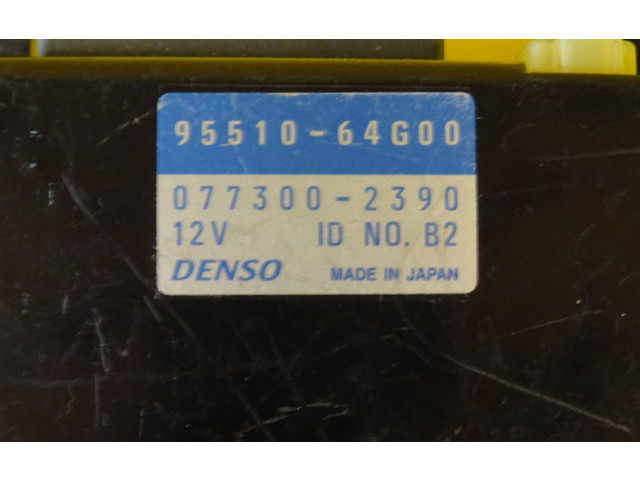 95510-64G00
077300-2390
12V ID NO. B2
DENSO MADE IN JAPAN